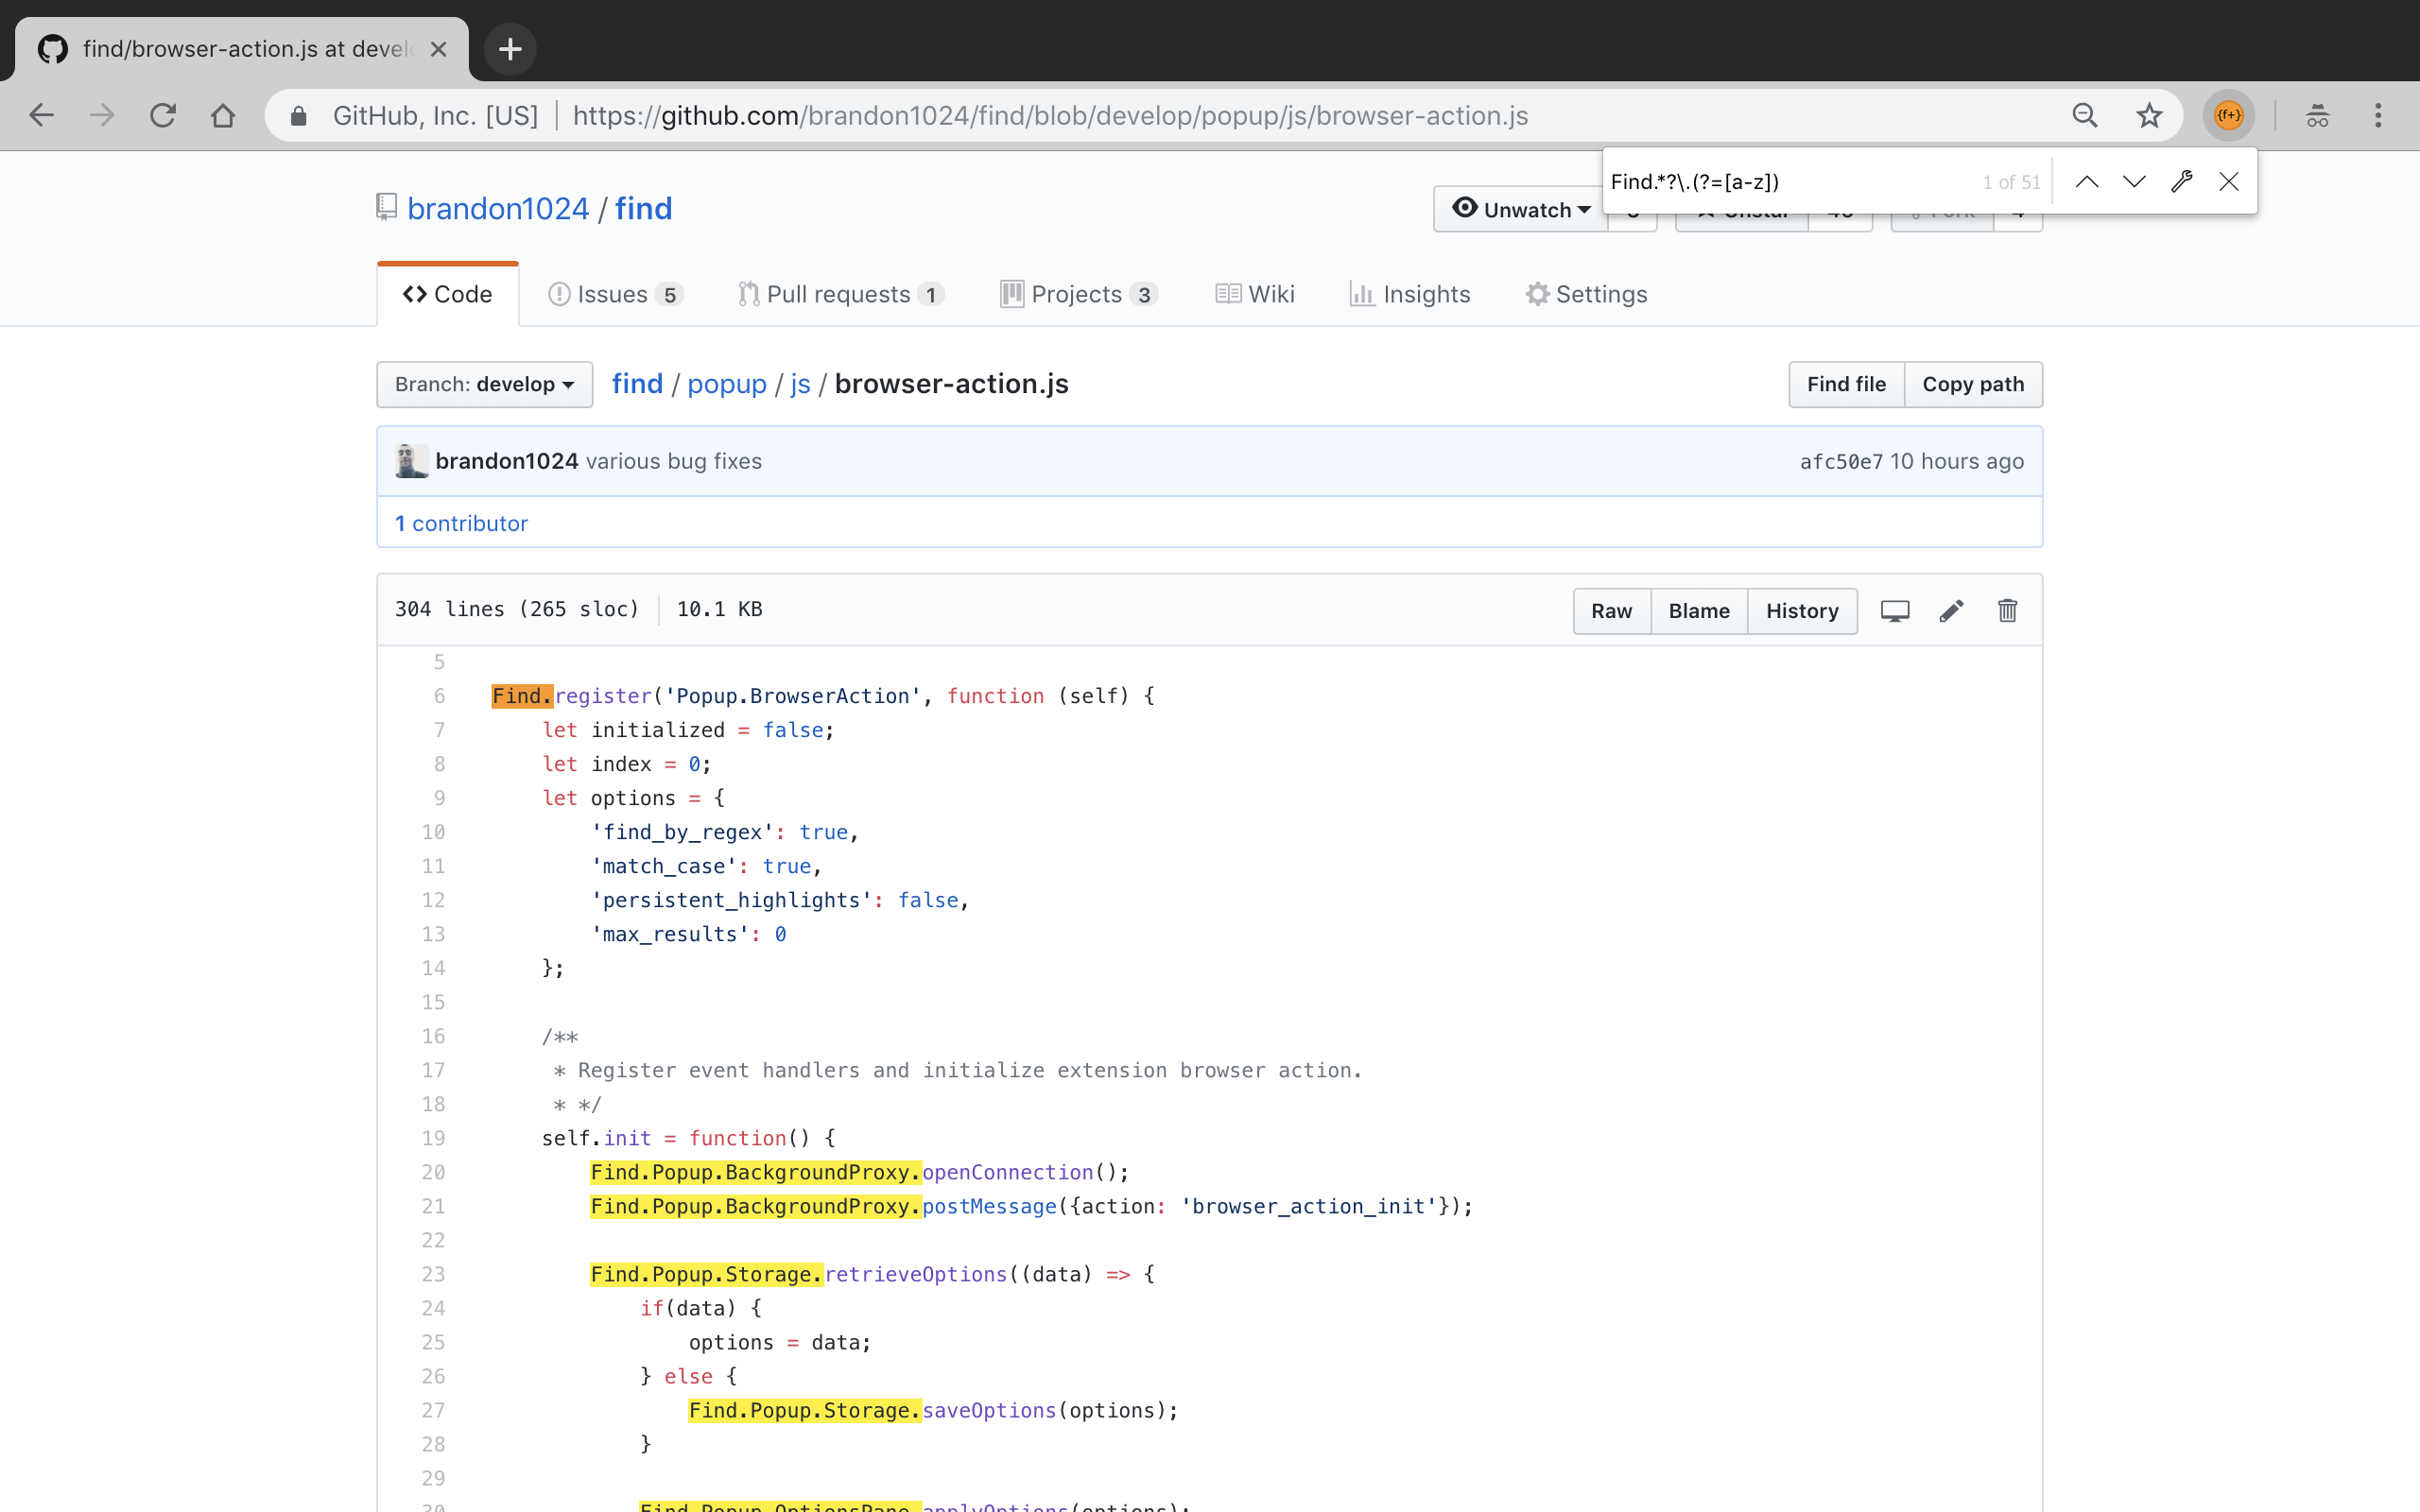 find/browser-action.js at develo
GitHub, Inc. [US] | https://github.com/brandon1024/find/blob/develop/popup/js/browser-action.js
{f+}
Find.*?\.(?=[a-z]) 1 of 51
brandon1024 / find
Unwatch
Code
Issues 5
Pull requests 1
Projects 3
Wiki
Insights
Settings
Branch: develop
find / popup / js / browser-action.js
Find file Copy path
brandon1024 various bug fixes
afc50e7 10 hours ago
1 contributor
304 lines (265 sloc) 10.1 KB
Raw Blame History
5
6 Find.register('Popup.BrowserAction', function (self) {
7     let initialized = false;
8     let index = 0;
9     let options = {
10         'find_by_regex': true,
11         'match_case': true,
12         'persistent_highlights': false,
13         'max_results': 0
14     };
15
16     /**
17      * Register event handlers and initialize extension browser action.
18      * */
19     self.init = function() {
20         Find.Popup.BackgroundProxy.openConnection();
21         Find.Popup.BackgroundProxy.postMessage({action: 'browser_action_init'});
22
23         Find.Popup.Storage.retrieveOptions((data) => {
24             if(data) {
25                 options = data;
26             } else {
27                 Find.Popup.Storage.saveOptions(options);
28             }
29
30             Find.Popup.OptionsPane.applyOptions(options);